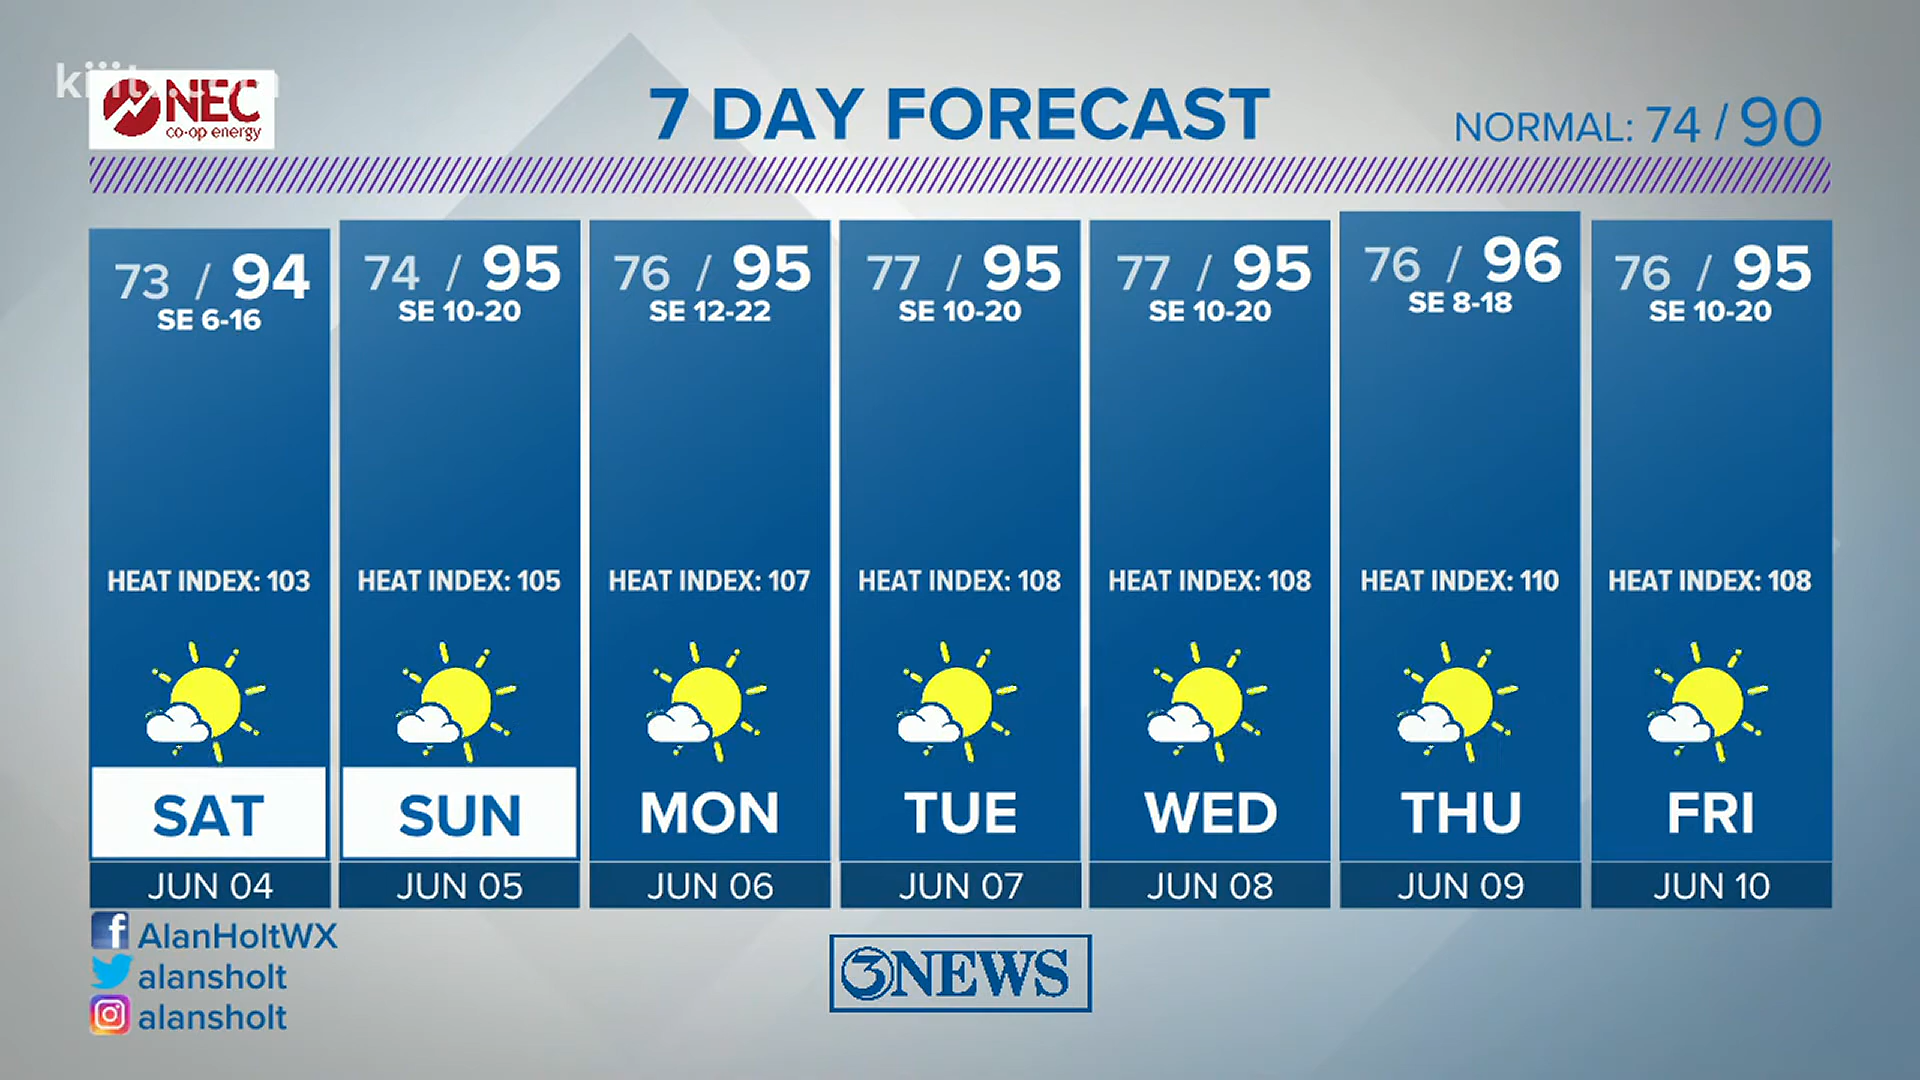 kiiitv.com
NEC
co-op energy
7 DAY FORECAST
NORMAL: 74 / 90
73 / 94
SE 6-16
HEAT INDEX: 103
SAT
JUN 04
74 / 95
SE 10-20
HEAT INDEX: 105
SUN
JUN 05
76 / 95
SE 12-22
HEAT INDEX: 107
MON
JUN 06
77 / 95
SE 10-20
HEAT INDEX: 108
TUE
JUN 07
77 / 95
SE 10-20
HEAT INDEX: 108
WED
JUN 08
76 / 96
SE 8-18
HEAT INDEX: 110
THU
JUN 09
76 / 95
SE 10-20
HEAT INDEX: 108
FRI
JUN 10
f AlanHoltWX
alansholt
alansholt
3NEWS